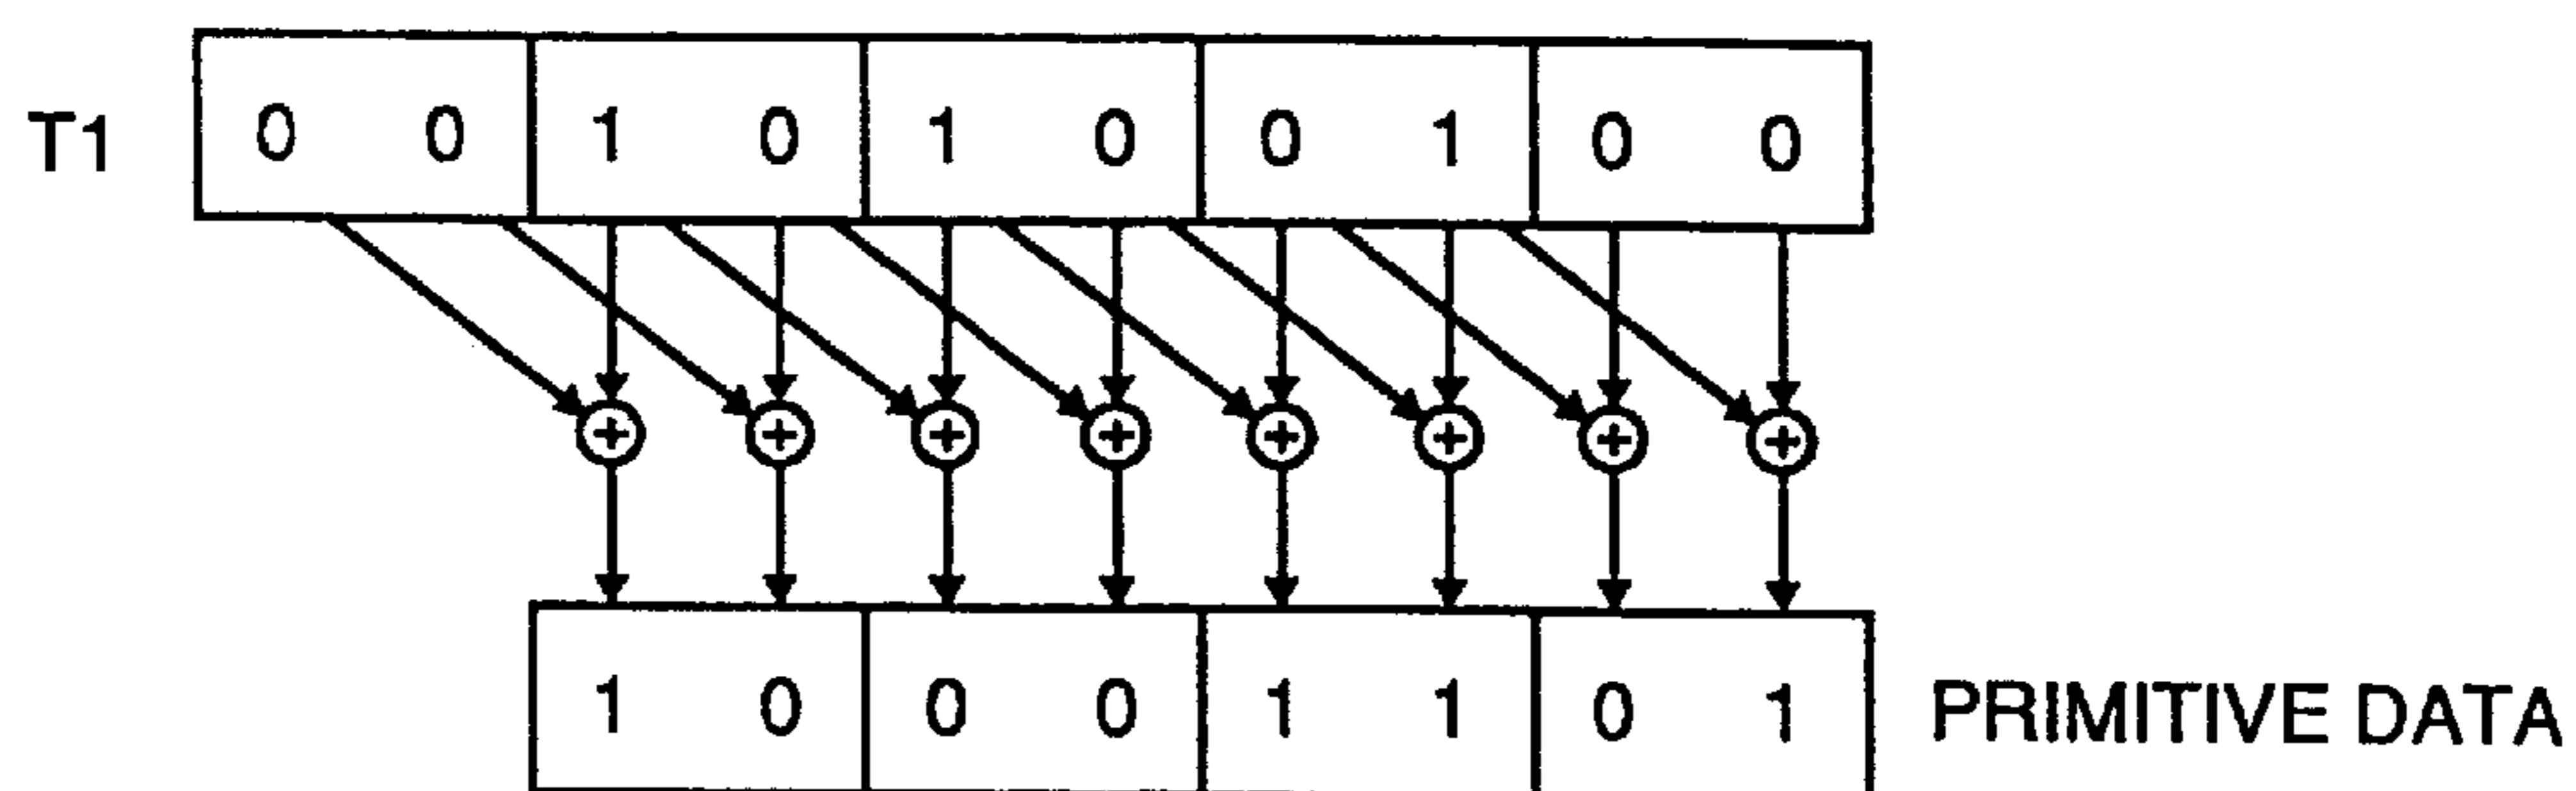 T1 0 0 1 0 1 0 0 1 0 0
+ + + + + + + +
1 0 0 0 1 1 0 1 PRIMITIVE DATA